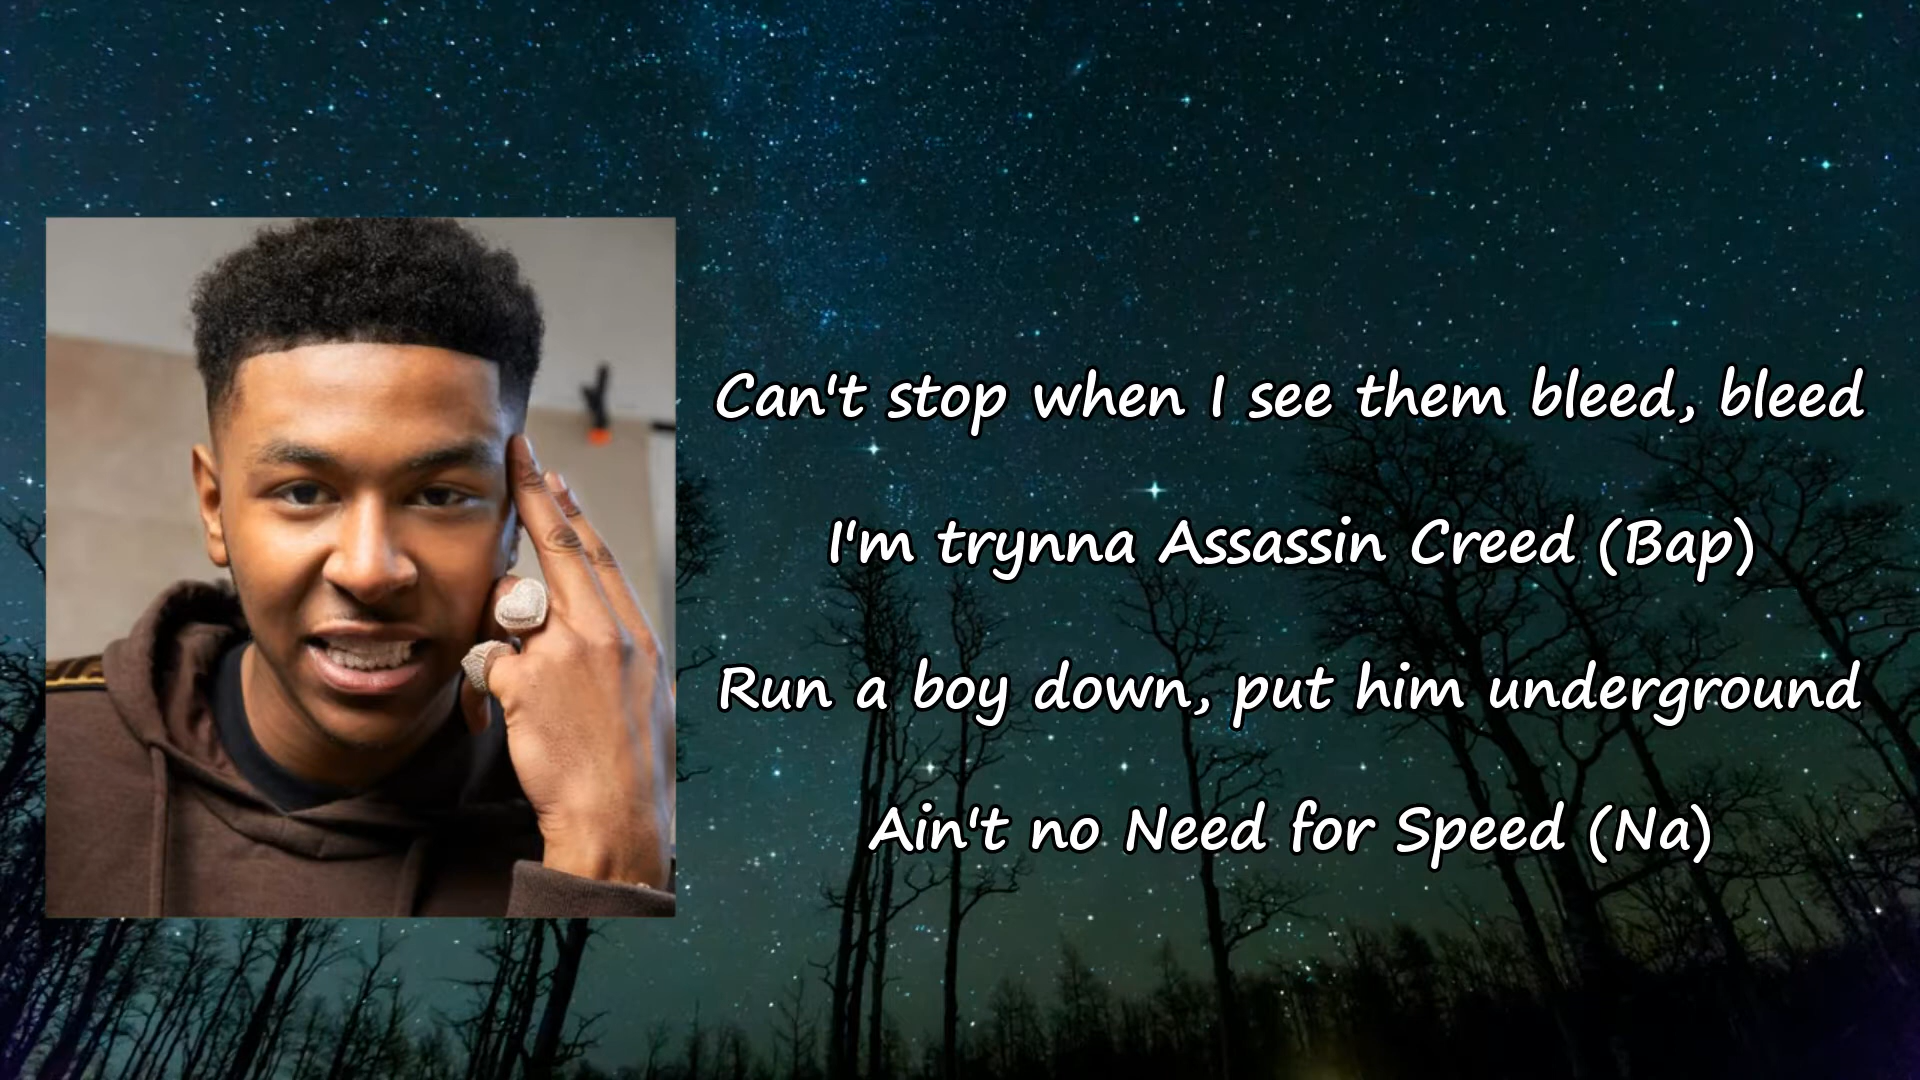 Can't stop when I see them bleed, bleed
I'm trynna Assassin Creed (Bap)
Run a boy down, put him underground
Ain't no Need for Speed (Na)